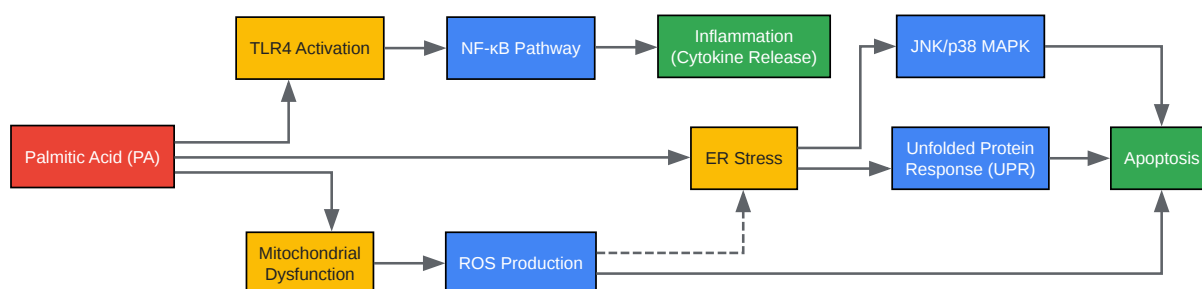 TLR4 Activation
NF-κB Pathway
Inflammation
(Cytokine Release)
JNK/p38 MAPK
Palmitic Acid (PA)
ER Stress
Unfolded Protein
Response (UPR)
Apoptosis
Mitochondrial
Dysfunction
ROS Production